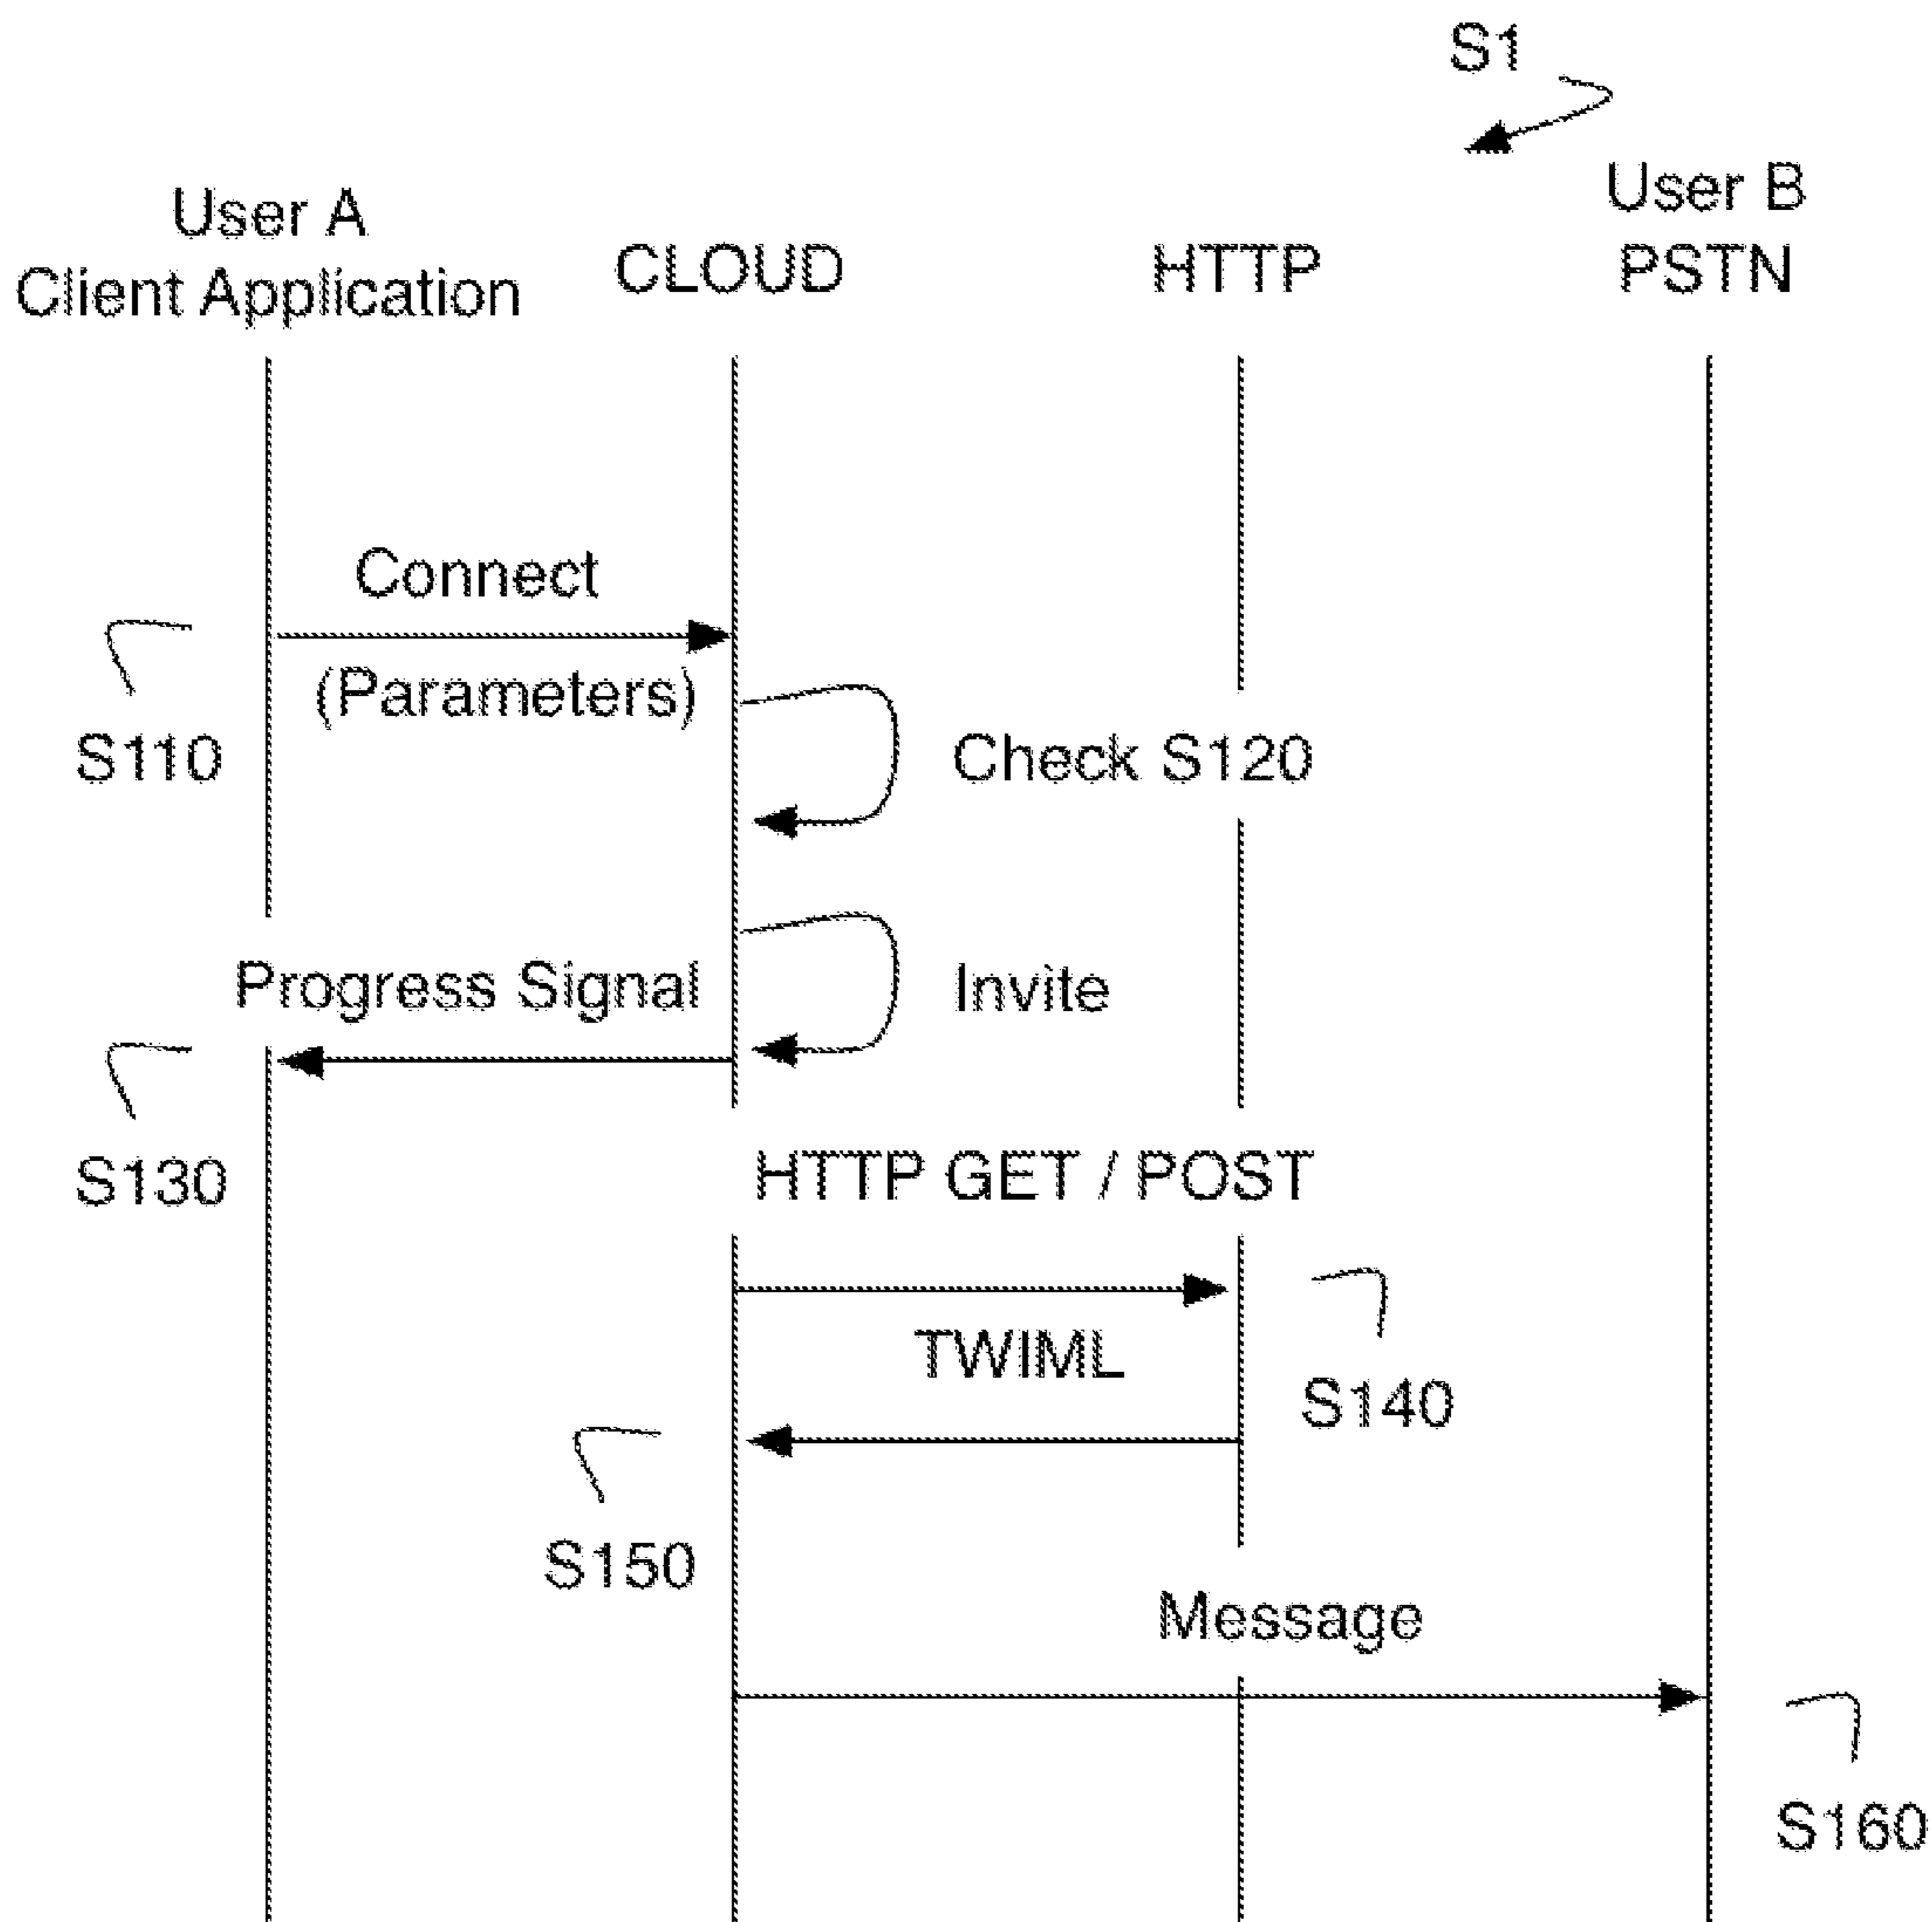 S1
User A
Client Application
CLOUD
HTTP
User B
PSTN
Connect
(Parameters)
S110
Check S120
Progress Signal
Invite
S130
HTTP GET / POST
TWIML
S140
S150
Message
S160